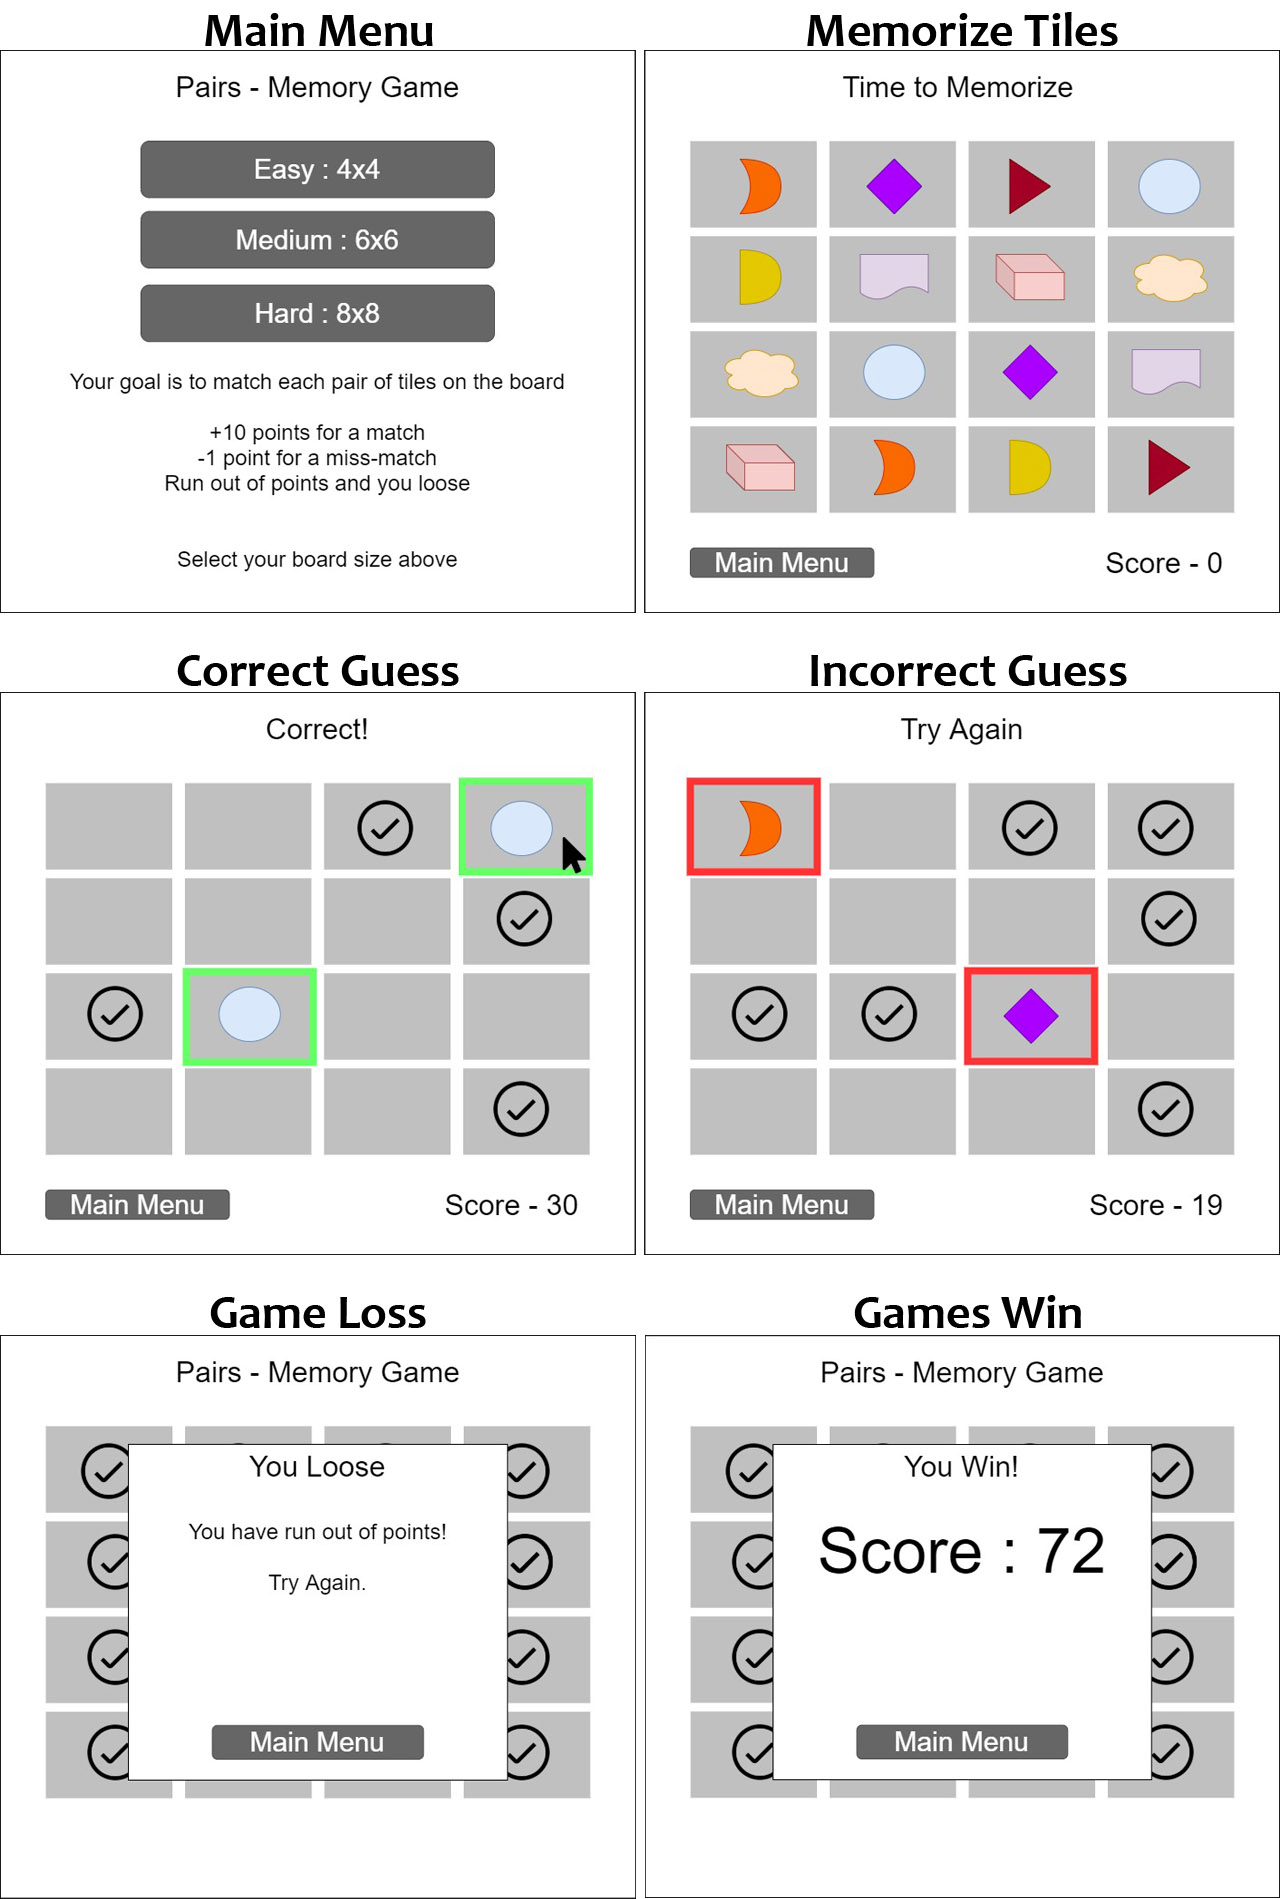 Main Menu
Pairs - Memory Game
Easy : 4x4
Medium : 6x6
Hard : 8x8
Your goal is to match each pair of tiles on the board
+10 points for a match
-1 point for a miss-match
Run out of points and you loose
Select your board size above
Memorize Tiles
Time to Memorize
Main Menu
Score - 0
Correct Guess
Correct!
Main Menu
Score - 30
Incorrect Guess
Try Again
Main Menu
Score - 19
Game Loss
Pairs - Memory Game
You Loose
You have run out of points!
Try Again.
Main Menu
Games Win
Pairs - Memory Game
You Win!
Score : 72
Main Menu